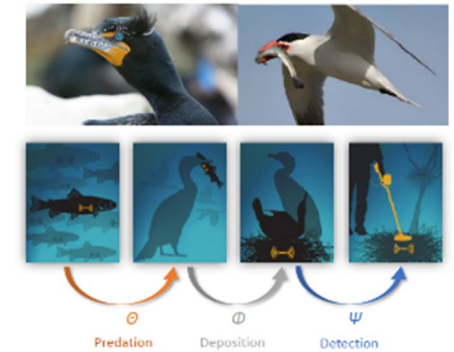 Θ Φ Ψ
Predation Deposition Detection